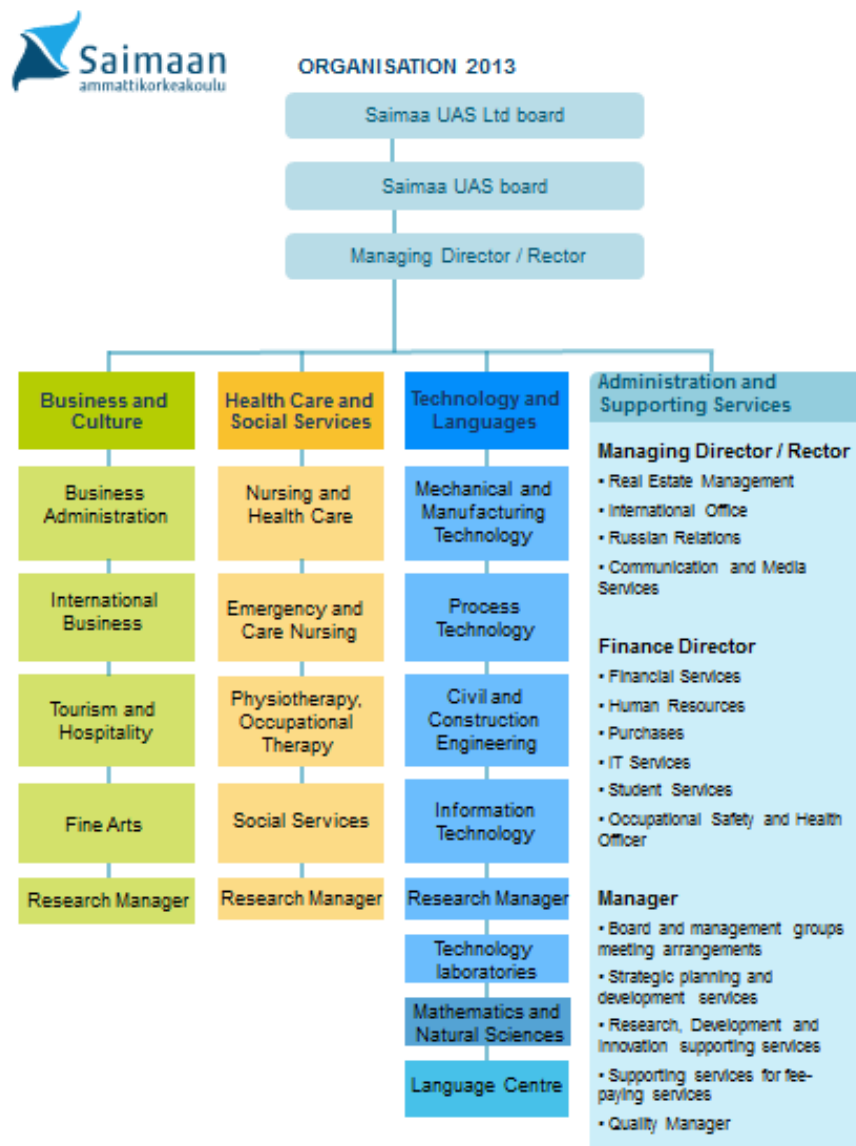 Saimaan
ammattikorkeakoulu
ORGANISATION 2013
Saimaa UAS Ltd board
Saimaa UAS board
Managing Director / Rector
Business and
Culture
Business
Administration
International
Business
Tourism and
Hospitality
Fine Arts
Research Manager
Health Care and
Social Services
Nursing and
Health Care
Emergency and
Care Nursing
Physiotherapy,
Occupational
Therapy
Social Services
Research Manager
Technology and
Languages
Mechanical and
Manufacturing
Technology
Process
Technology
Civil and
Construction
Engineering
Information
Technology
Research Manager
Technology
laboratories
Mathematics and
Natural Sciences
Language Centre
Administration and
Supporting Services
Managing Director / Rector
• Real Estate Management
• International Office
• Russian Relations
• Communication and Media
Services
Finance Director
• Financial Services
• Human Resources
• Purchases
• IT Services
• Student Services
• Occupational Safety and Health
Officer
Manager
• Board and management groups
meeting arrangements
• Strategic planning and
development services
• Research, Development and
Innovation supporting services
• Supporting services for fee-
paying services
• Quality Manager